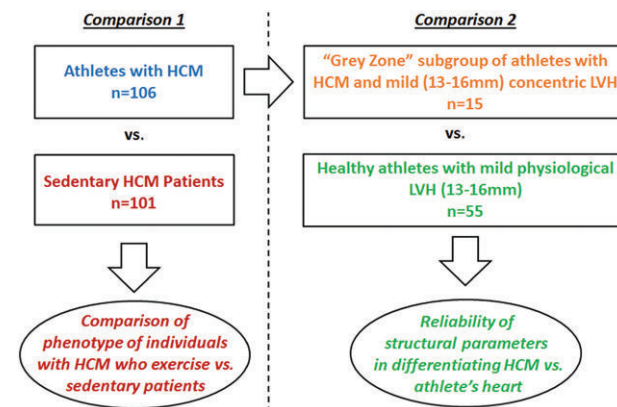 Comparison 1
Athletes with HCM
n=106
vs.
Sedentary HCM Patients
n=101
Comparison of
phenotype of individuals
with HCM who exercise vs.
sedentary patients
Comparison 2
“Grey Zone” subgroup of athletes with
HCM and mild (13-16mm) concentric LVH
n=15
vs.
Healthy athletes with mild physiological
LVH (13-16mm)
n=55
Reliability of
structural parameters
in differentiating HCM vs.
athlete’s heart